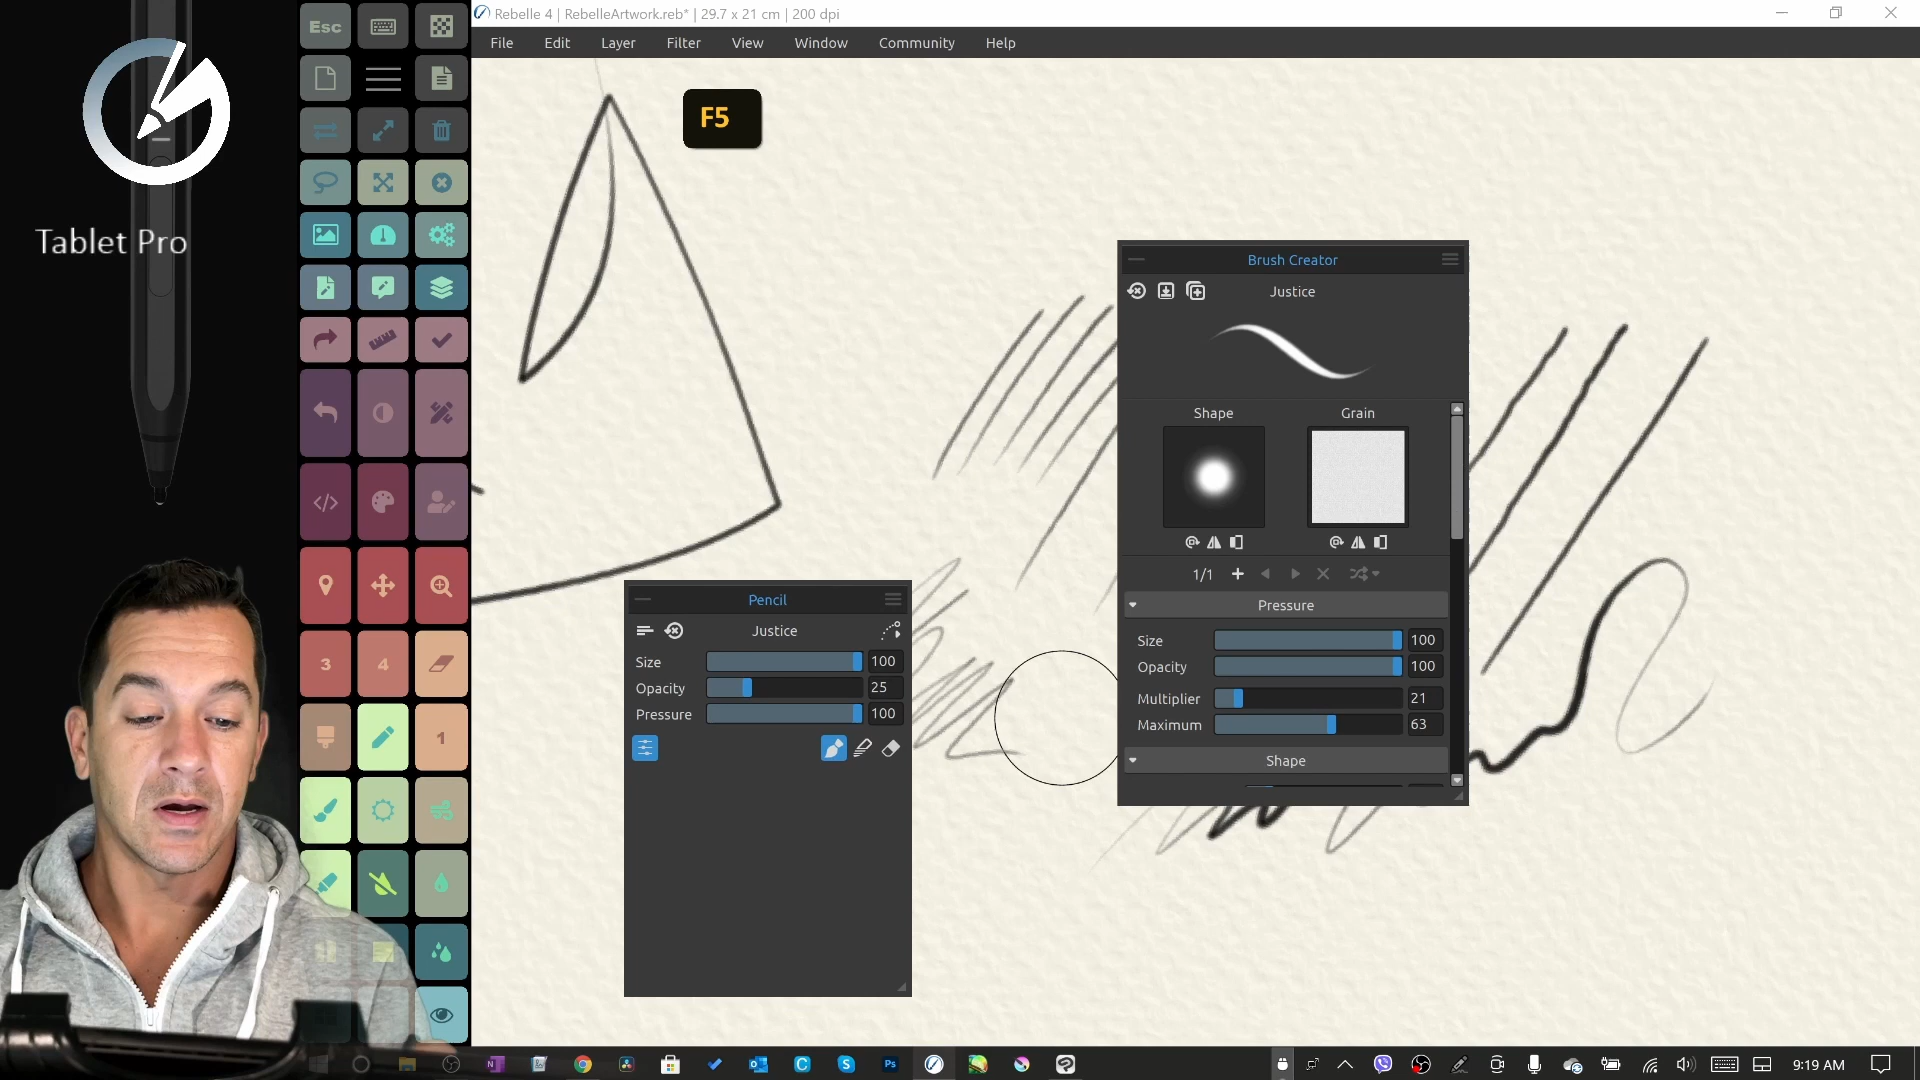 Rebelle 4 | RebelleArtwork.reb* | 29.7 x 21 cm | 200 dpi
Esc
File Edit Layer Filter View Window Community Help
F5
Tablet Pro
Brush Creator
Justice
Shape Grain
1/1
Pressure
Size 100
Opacity 100
Multiplier 21
Maximum 63
Shape
Pencil
Justice
Size 100
Opacity 25
Pressure 100
3 4
1
9:19 AM